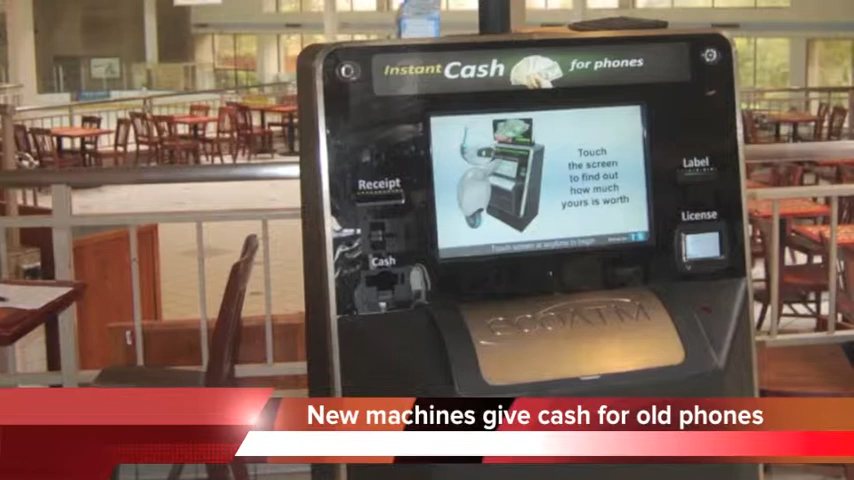 Instant Cash for phones
Receipt
Touch
the screen
to find out
how much
yours is worth
Label
License
Cash
Touch screen at anytime to begin
ECOATM
New machines give cash for old phones